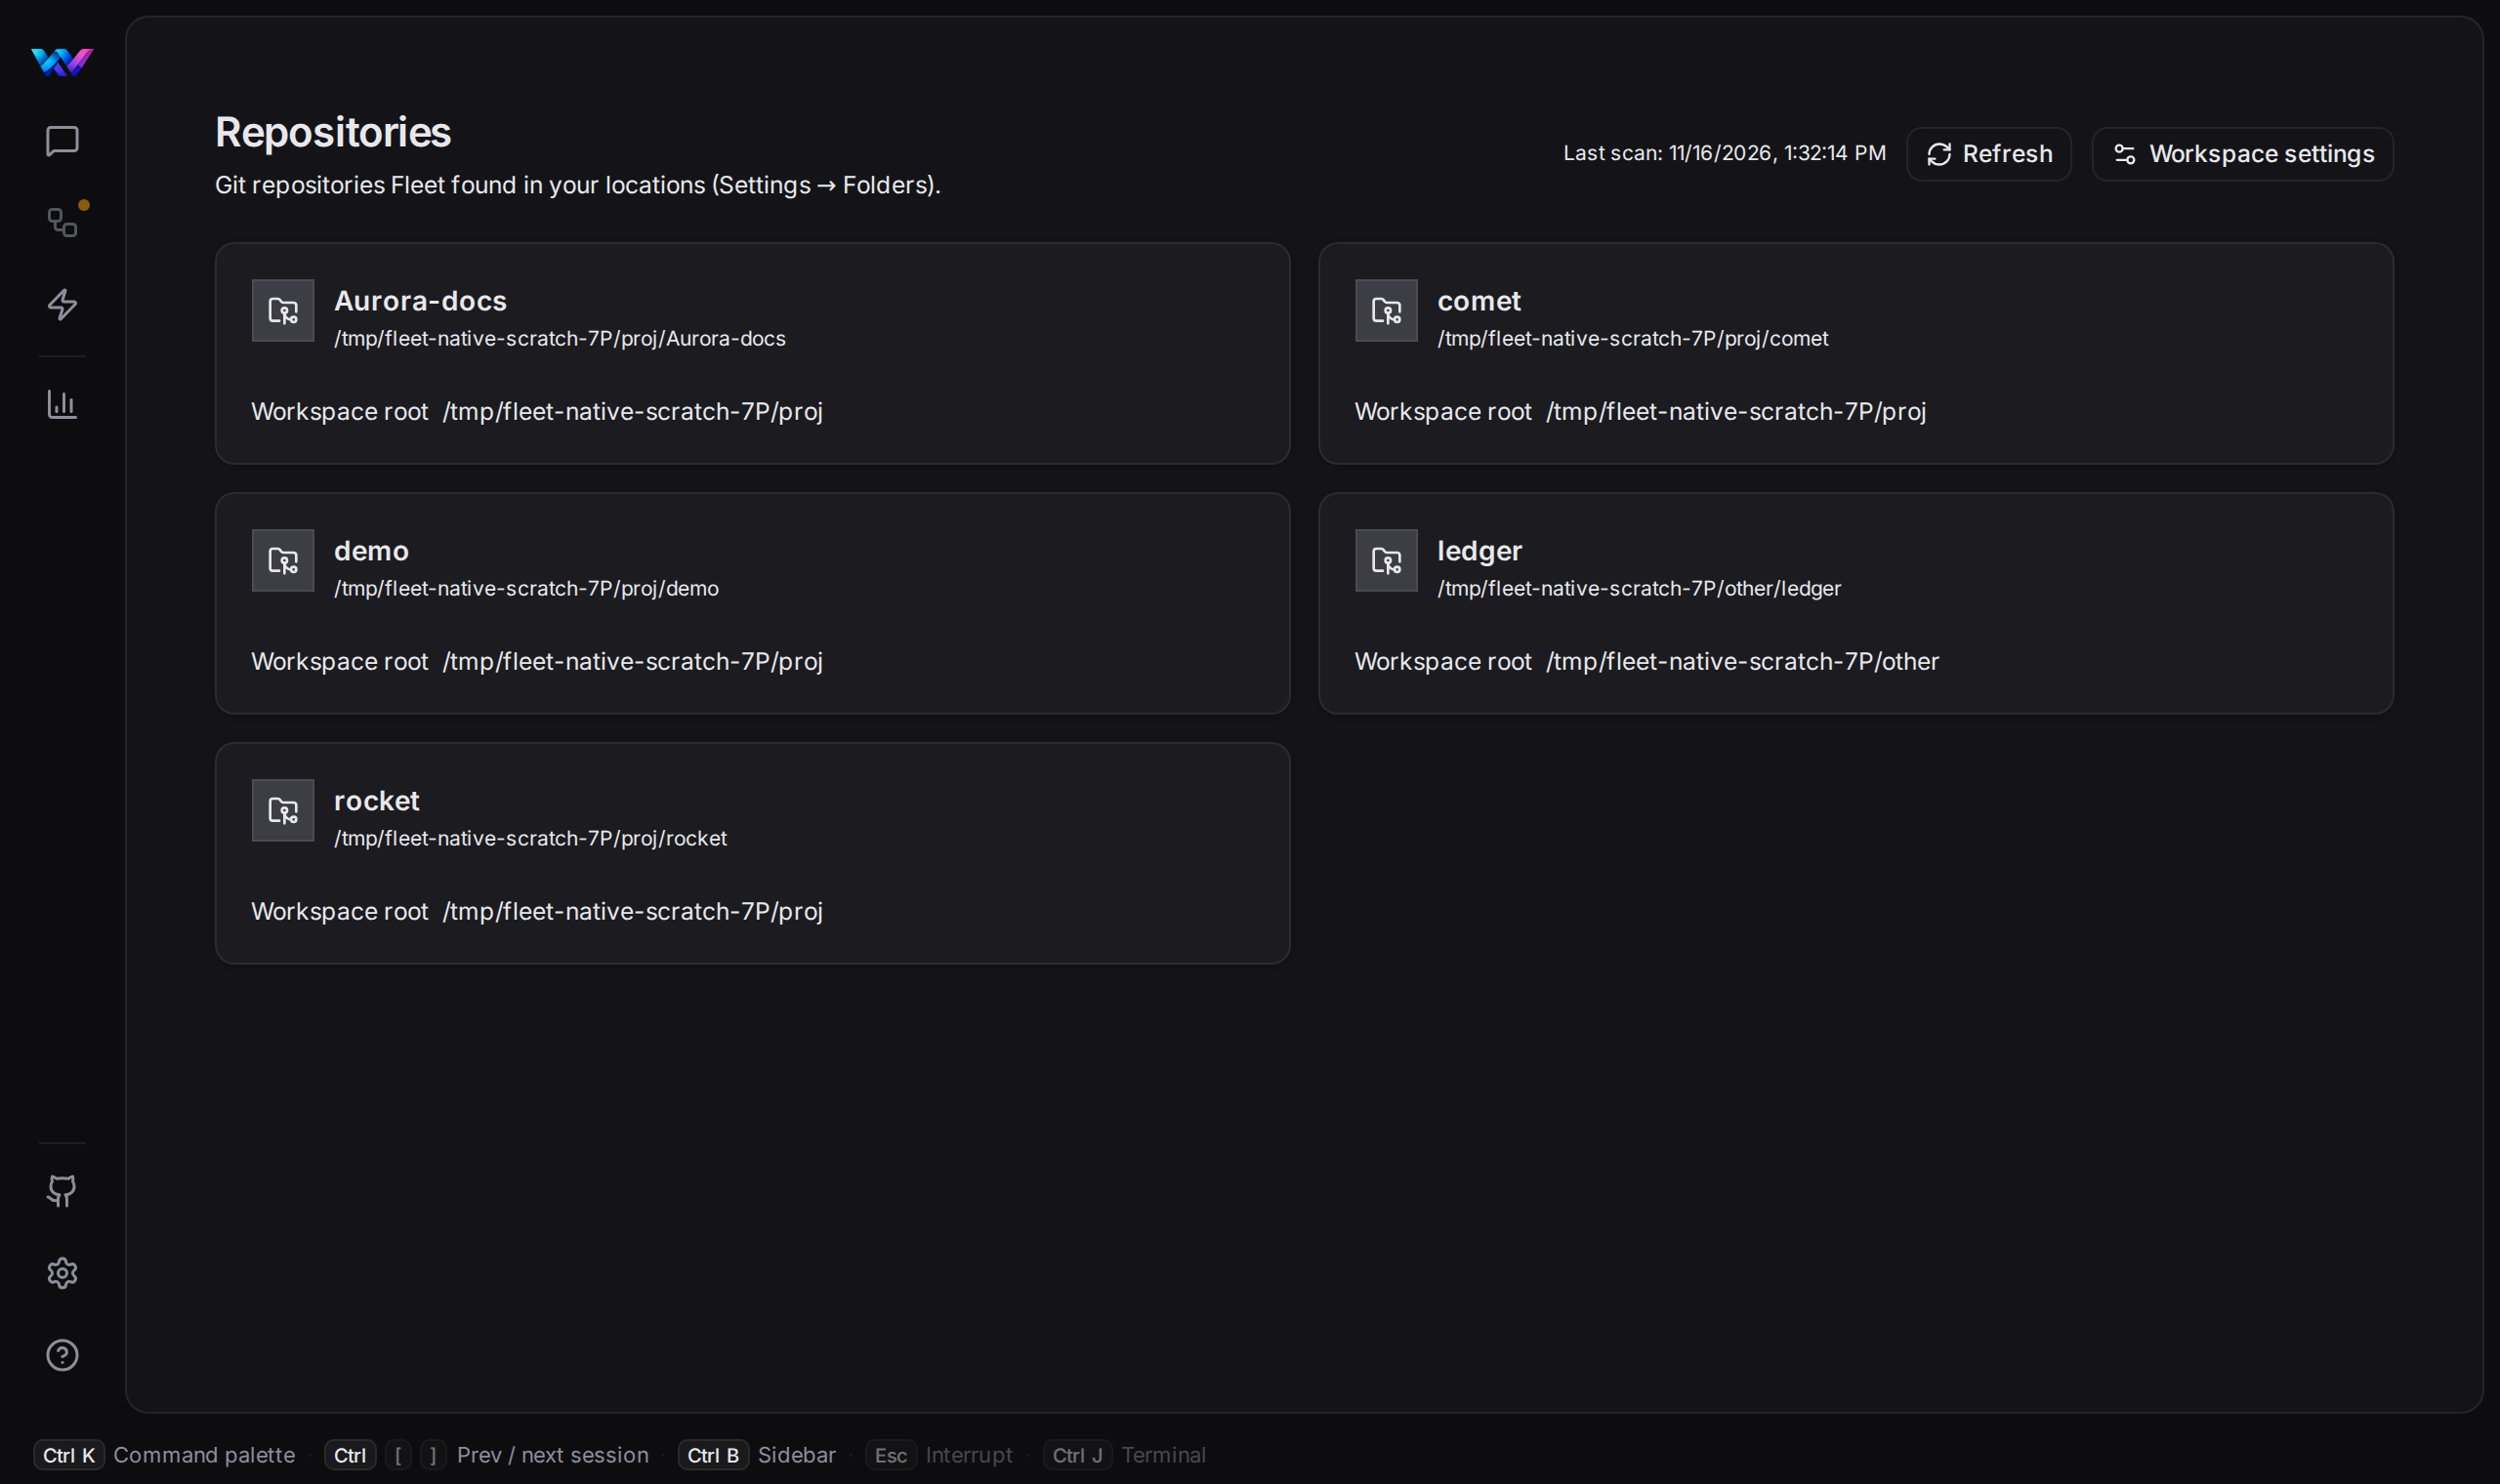 Repositories
Git repositories Fleet found in your locations (Settings → Folders).
Last scan: 11/16/2026, 1:32:14 PM
Refresh
Workspace settings
Aurora-docs
/tmp/fleet-native-scratch-7P/proj/Aurora-docs
Workspace root /tmp/fleet-native-scratch-7P/proj
comet
/tmp/fleet-native-scratch-7P/proj/comet
Workspace root /tmp/fleet-native-scratch-7P/proj
demo
/tmp/fleet-native-scratch-7P/proj/demo
Workspace root /tmp/fleet-native-scratch-7P/proj
ledger
/tmp/fleet-native-scratch-7P/other/ledger
Workspace root /tmp/fleet-native-scratch-7P/other
rocket
/tmp/fleet-native-scratch-7P/proj/rocket
Workspace root /tmp/fleet-native-scratch-7P/proj
Ctrl K Command palette · Ctrl [ ] Prev / next session · Ctrl B Sidebar · Esc Interrupt · Ctrl J Terminal